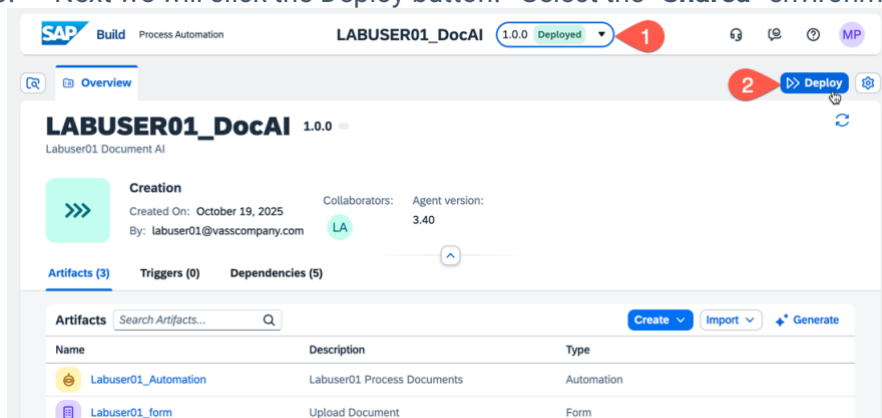 Next we will click the Deploy button. Select the "Shared" environm
SAP Build Process Automation LABUSER01_DocAI 1.0.0 Deployed 1 MP
Overview 2 Deploy
LABUSER01_DocAI 1.0.0
Labuser01 Document AI
Creation
Collaborators: Agent version:
Created On: October 19, 2025 3.40
By: labuser01@vasscompany.com LA
Artifacts (3) Triggers (0) Dependencies (5)
Artifacts Search Artifacts... Create Import Generate
Name Description Type
Labuser01_Automation Labuser01 Process Documents Automation
Labuser01_form Upload Document Form